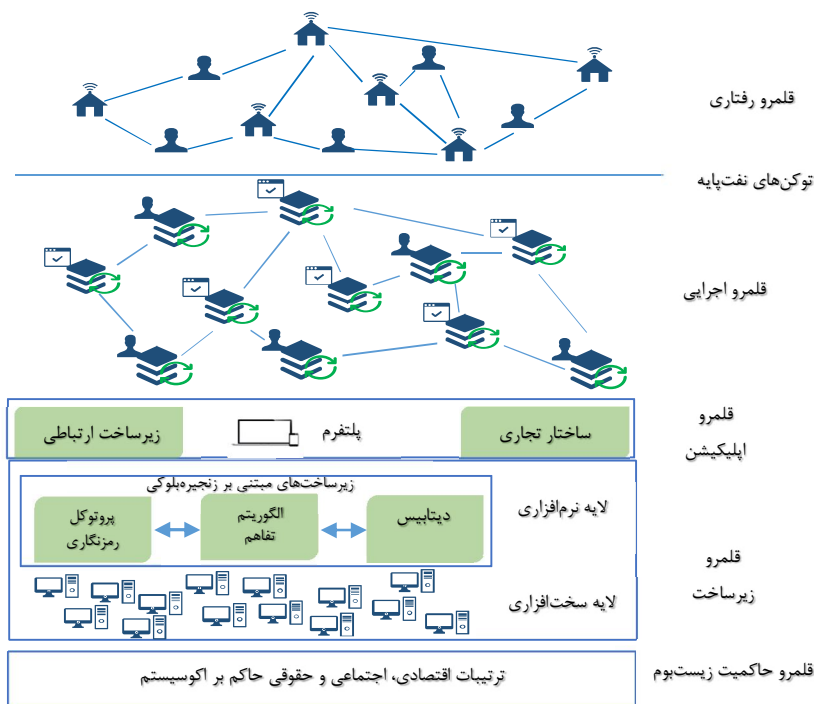 قلمرو رفتاری
توکن‌های نفت‌پایه
قلمرو اجرایی
قلمرو
اپلیکیشن
ساختار تجاری
پلتفرم
زیرساخت ارتباطی
زیرساخت‌های مبتنی بر زنجیره‌بلوکی
لایه نرم‌افزاری
دیتابیس
الگوریتم
تفاهم
پروتوکل
رمزنگاری
قلمرو
زیرساخت
لایه سخت‌افزاری
قلمرو حاکمیت زیست‌بوم
ترتیبات اقتصادی، اجتماعی و حقوقی حاکم بر اکوسیستم